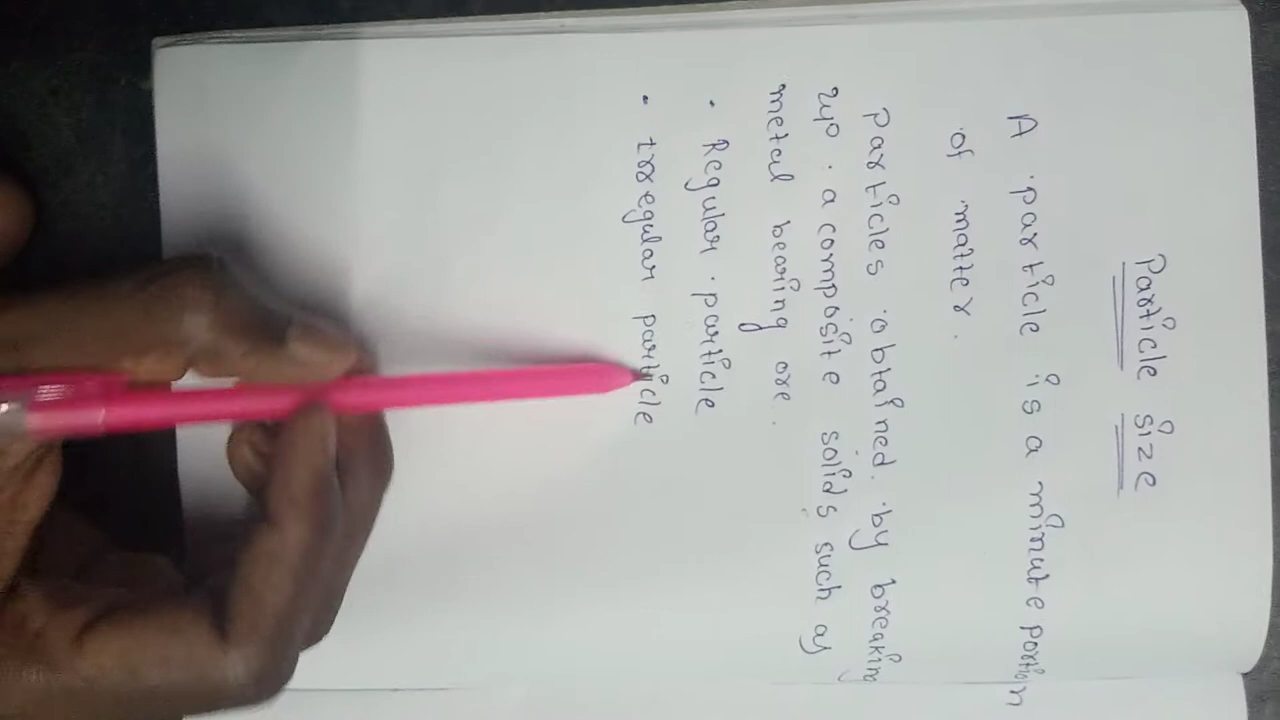 Particle size
A particle is a minute portion
of matter.
Particles obtained by breaking
up a composite solids such as
metal bearing ore.
• Regular particle
• Irregular particle